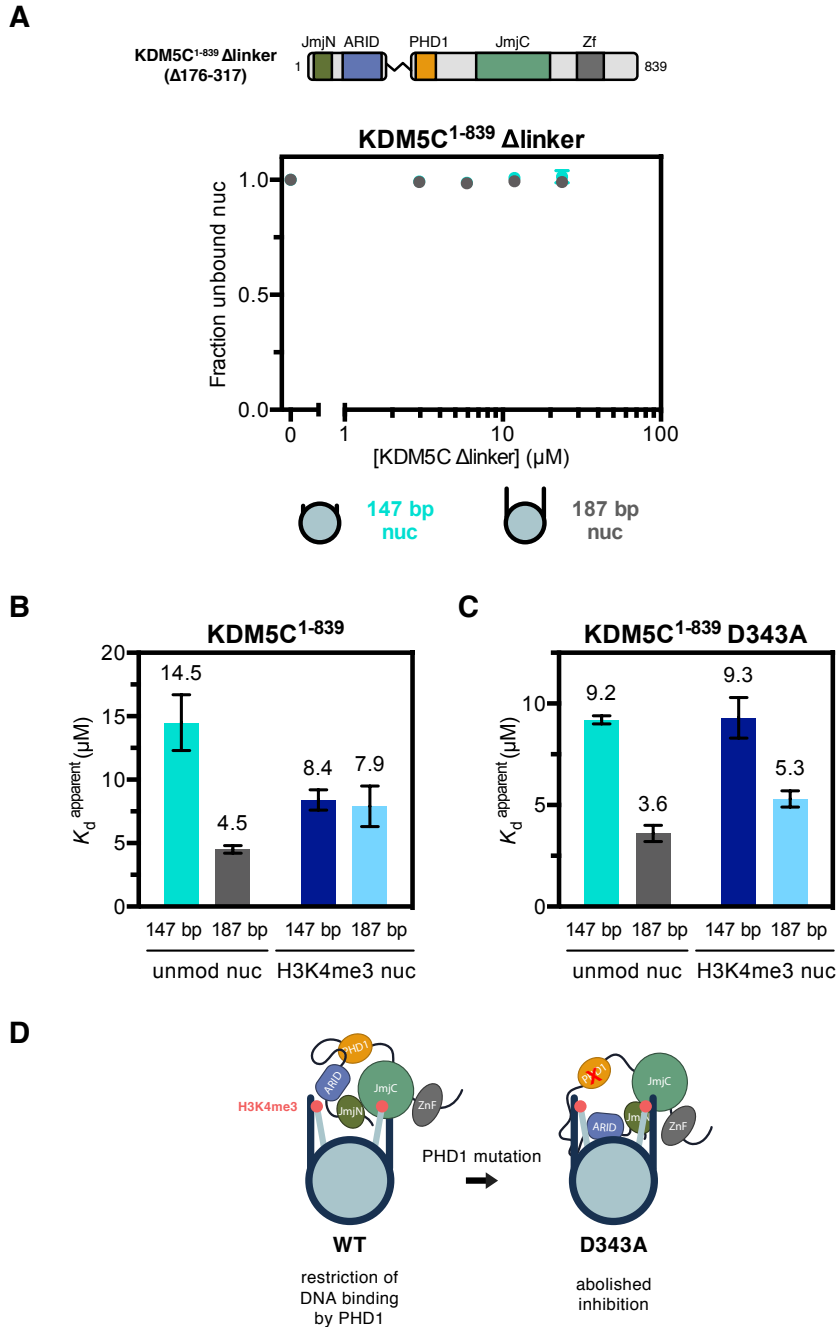 A
JmjN ARID PHD1 JmjC Zf
KDM5C1-839 Δlinker
(Δ176-317)
1
839
KDM5C1-839 Δlinker
Fraction unbound nuc
1.0
0.5
0.0
0 1 10 100
[KDM5C Δlinker] (µM)
147 bp
nuc
187 bp
nuc
B
KDM5C1-839
Kd apparent (µM)
20
15
10
5
0
14.5
4.5
8.4
7.9
147 bp 187 bp 147 bp 187 bp
unmod nuc H3K4me3 nuc
C
KDM5C1-839 D343A
Kd apparent (µM)
10
5
0
9.2
3.6
9.3
5.3
147 bp 187 bp 147 bp 187 bp
unmod nuc H3K4me3 nuc
D
PHD1
ARID
JmjC
H3K4me3
JmjN
ZnF
WT
restriction of
DNA binding
by PHD1
PHD1 mutation
PHD1
JmjC
ARID
JmjN
ZnF
D343A
abolished
inhibition